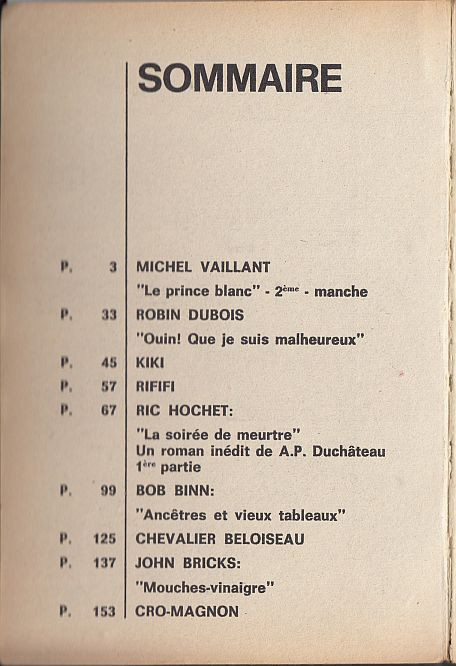 SOMMAIRE
P. 3 MICHEL VAILLANT
"Le prince blanc" - 2ème - manche
P. 33 ROBIN DUBOIS
"Ouin! Que je suis malheureux"
P. 45 KIKI
P. 57 RIFIFI
P. 67 RIC HOCHET:
"La soirée de meurtre"
Un roman inédit de A.P. Duchâteau
1ère partie
P. 99 BOB BINN:
"Ancêtres et vieux tableaux"
P. 125 CHEVALIER BELOISEAU
P. 137 JOHN BRICKS:
"Mouches-vinaigre"
P. 153 CRO-MAGNON